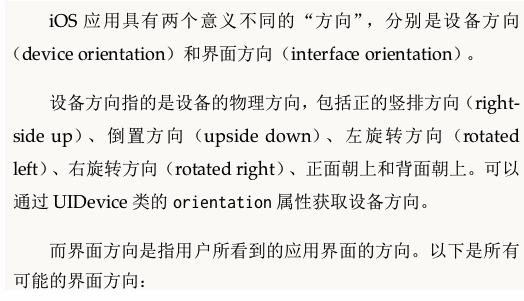 iOS 应用具有两个意义不同的“方向”，分别是设备方向
（device orientation）和界面方向（interface orientation）。
设备方向指的是设备的物理方向，包括正的竖排方向（right-
side up）、倒置方向（upside down）、左旋转方向（rotated
left）、右旋转方向（rotated right）、正面朝上和背面朝上。可以
通过 UIDevice 类的 orientation 属性获取设备方向。
而界面方向是指用户所看到的应用界面的方向。以下是所有
可能的界面方向：